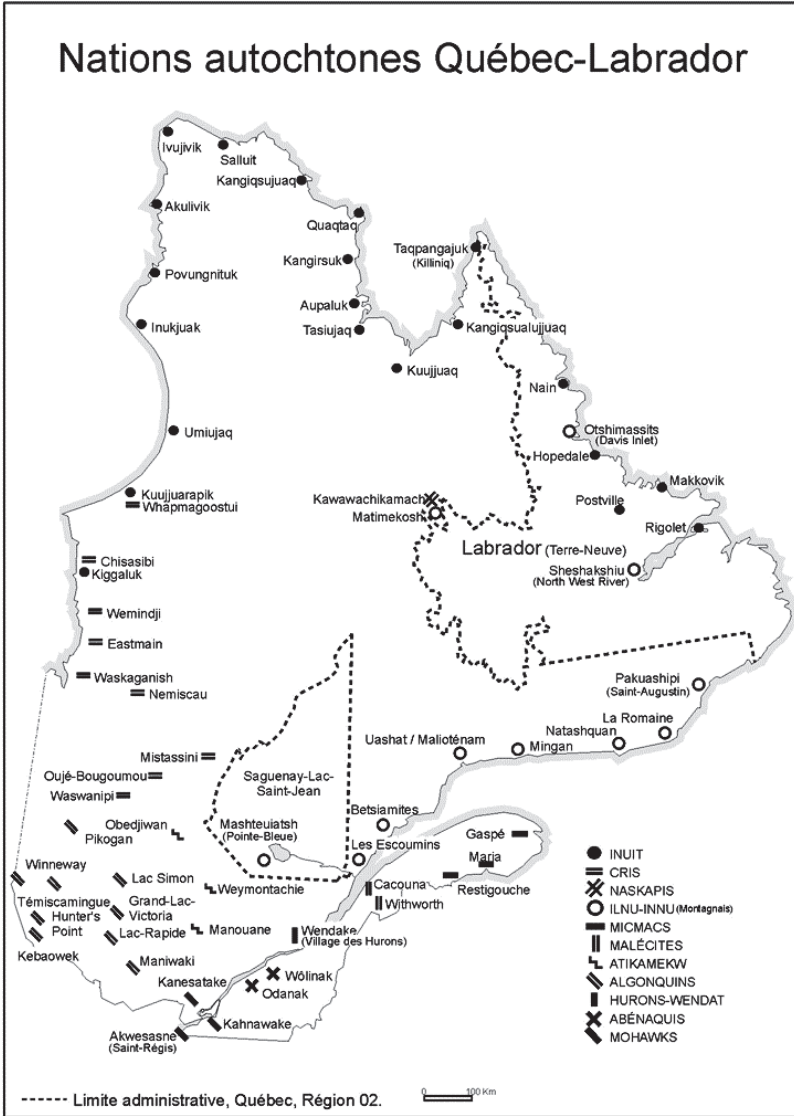 Nations autochtones Québec-Labrador
Ivujivik
Salluit
Kangiqsujuaq
Akulivik
Quaqtaq
Taqpangajuk
(Killiniq)
Kangirsuk
Povungnituk
Aupaluk
Inukjuak
Tasiujaq
Kangiqsualujjuaq
Kuujjuaq
Nain
Umiujaq
Otshimassits
(Davis Inlet)
Hopedale
Makkovik
Kuujjuarapik
Whapmagoostui
Kawawachikamach
Matimekosh
Postville
Rigolet
Labrador (Terre-Neuve)
Chisasibi
Kiggaluk
Sheshakshiu
(North West River)
Wemindji
Eastmain
Waskaganish
Nemiscau
Pakuashipi
(Saint-Augustin)
La Romaine
Natashquan
Uashat / Malioténam
Mingan
Mistassini
Oujé-Bougoumou
Waswanipi
Saguenay-Lac-
Saint-Jean
Betsiamites
Obedjiwan
Pikogan
Mashteuiatsh
(Pointe-Bleue)
Les Escoumins
Gaspé
Maria
Restigouche
Winneway
Lac Simon
Weymontachie
Cacouna
Withworth
Témiscamingue
Hunter's
Point
Grand-Lac-
Victoria
Lac-Rapide
Manouane
Wendake
(Village des Hurons)
Kebaowek
Maniwaki
Kanesatake
Wôlinak
Odanak
Kahnawake
Akwesasne
(Saint-Régis)
INUIT
CRIS
NASKAPIS
ILNU-INNU (Montagnais)
MICMACS
MALÉCITES
ATIKAMEKW
ALGONQUINS
HURONS-WENDAT
ABÉNAQUIS
MOHAWKS
Limite administrative, Québec, Région 02.
0 100 Km